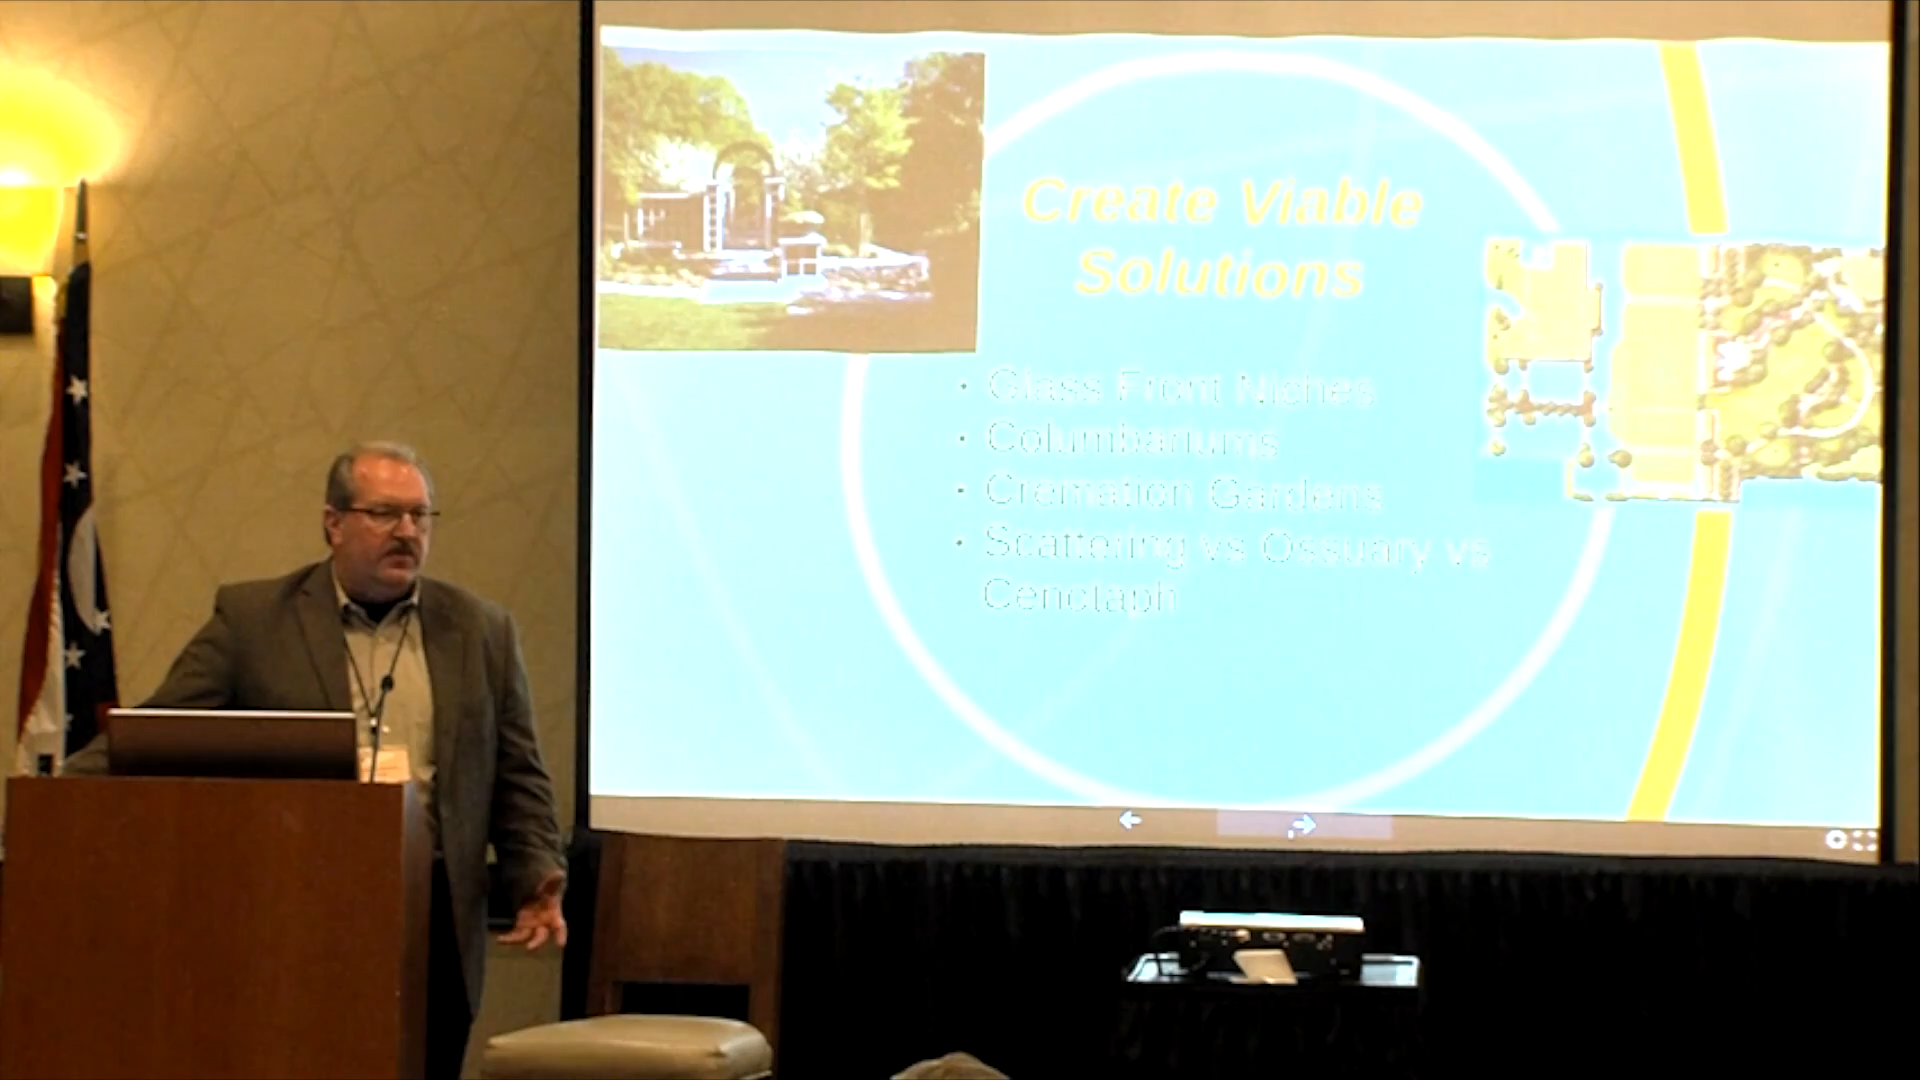 Create Viable
Solutions
• Glass Front Niches
• Columbariums
• Cremation Gardens
• Scattering vs Ossuary vs
Cenotaph